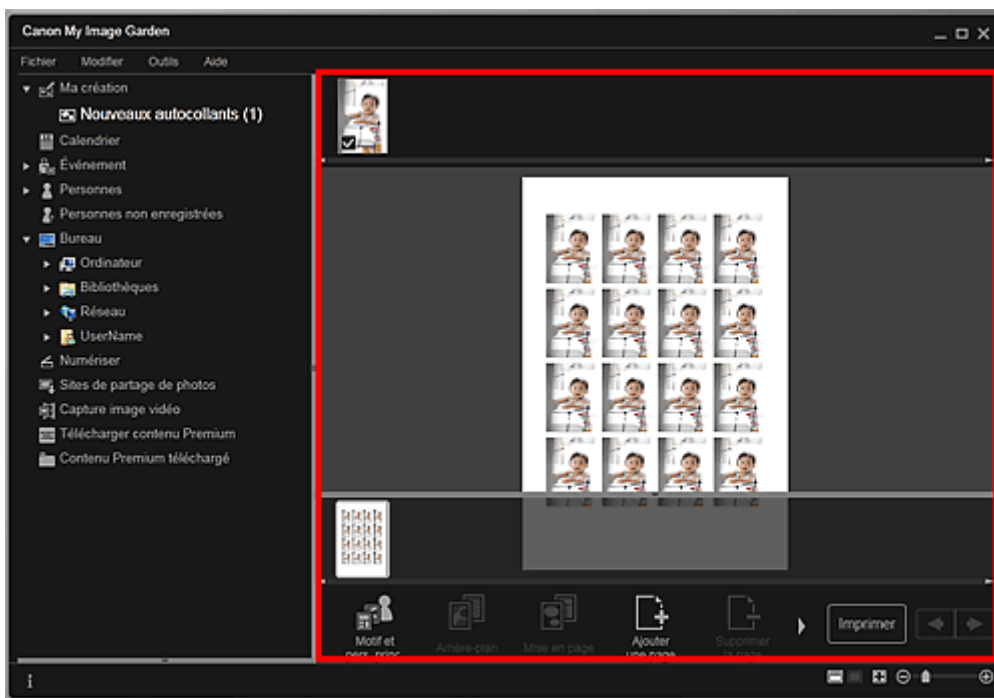 Canon My Image Garden
Fichier Modifier Outils Aide
Ma création
Nouveaux autocollants (1)
Calendrier
Événement
Personnes
Personnes non enregistrées
Bureau
Ordinateur
Bibliothèques
Réseau
UserName
Numériser
Sites de partage de photos
Capture image vidéo
Télécharger contenu Premium
Contenu Premium téléchargé
Motif et
pers. princ.
Arrière-plan
Mise en page
Ajouter
une page
Supprimer
la page
Imprimer